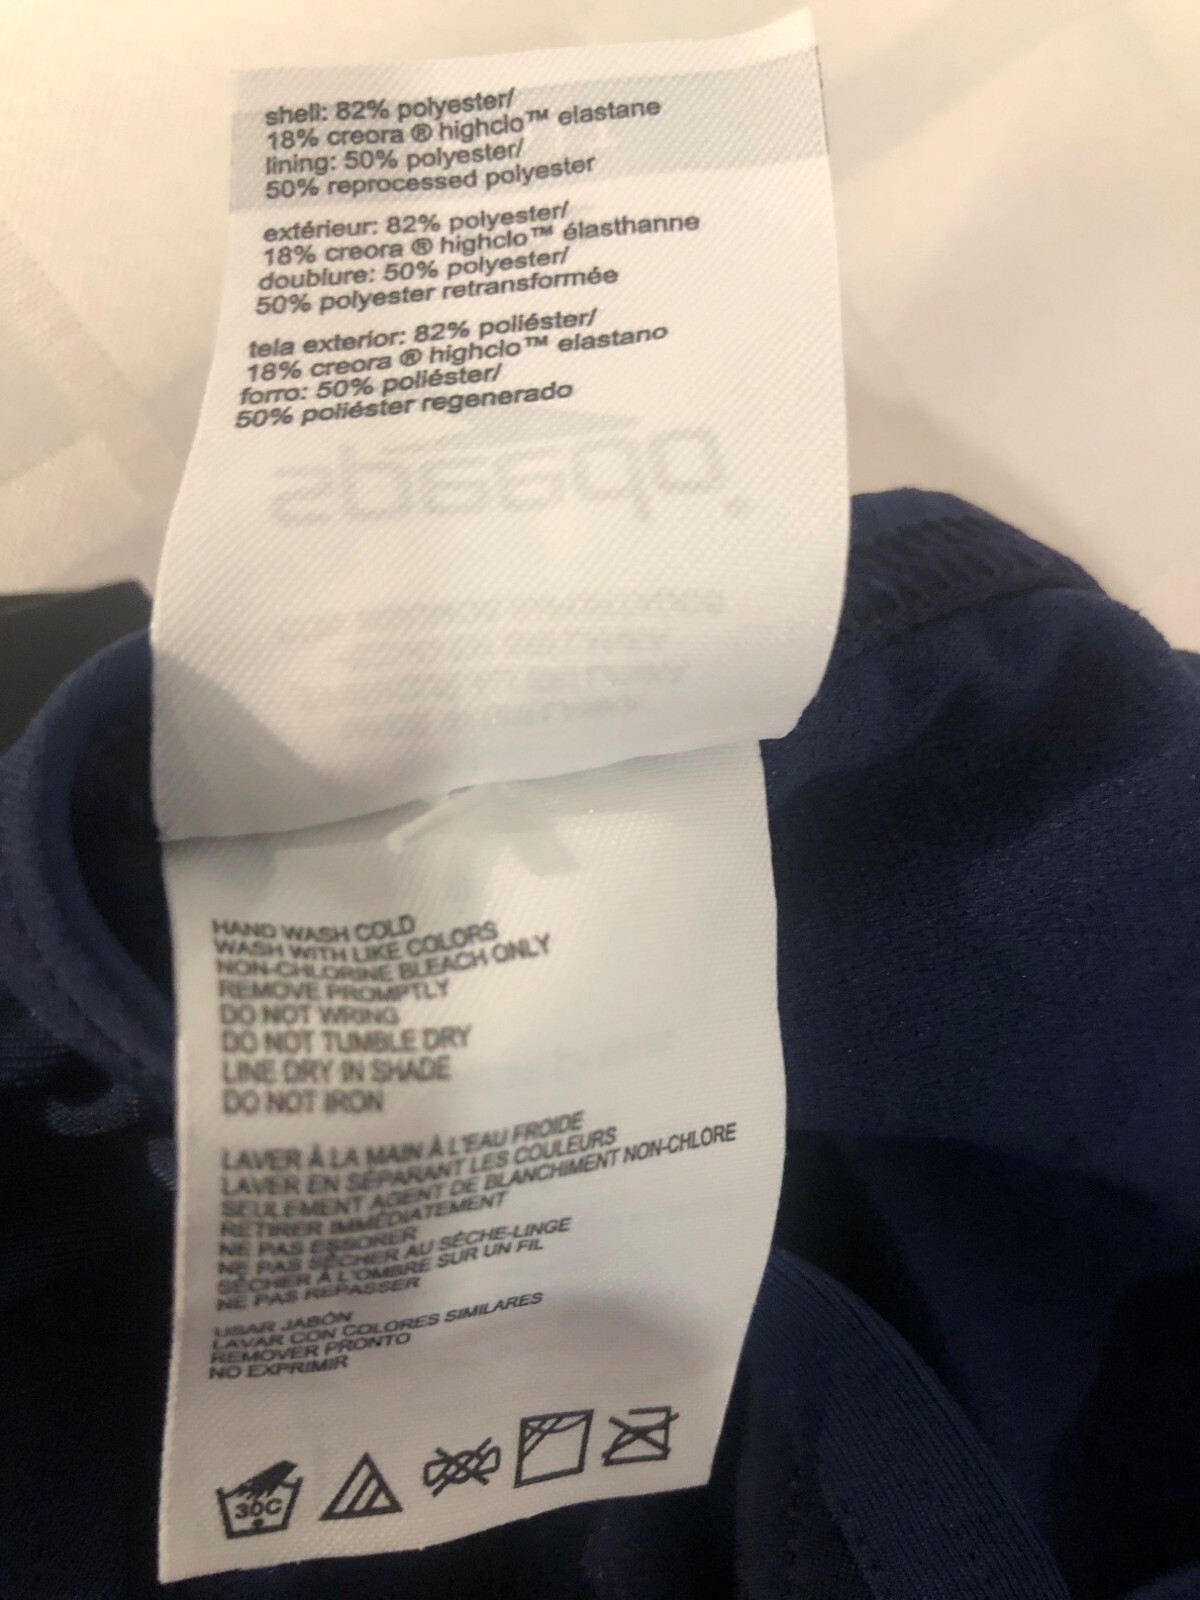 shell: 82% polyester/
18% creora ® highclo™ elastane
lining: 50% polyester/
50% reprocessed polyester
extérieur: 82% polyester/
18% creora ® highclo™ élasthanne
doublure: 50% polyester/
50% polyester retransformée
tela exterior: 82% poliéster/
18% creora ® highclo™ elastano
forro: 50% poliéster/
50% poliéster regenerado
speedo
HAND WASH COLD
WASH WITH LIKE COLORS
NON-CHLORINE BLEACH ONLY
REMOVE PROMPTLY
DO NOT WRING
DO NOT TUMBLE DRY
LINE DRY IN SHADE
DO NOT IRON
LAVER À LA MAIN À L'EAU FROIDE
LAVER EN SÉPARANT LES COULEURS
SEULEMENT AGENT DE BLANCHIMENT NON-CHLORE
RETIRER IMMÉDIATEMENT
NE PAS ESSORER
NE PAS SÉCHER AU SÈCHE-LINGE
SÉCHER À L'OMBRE SUR UN FIL
NE PAS REPASSER
USAR JABÓN
LAVAR CON COLORES SIMILARES
REMOVER PRONTO
NO EXPRIMIR
30C